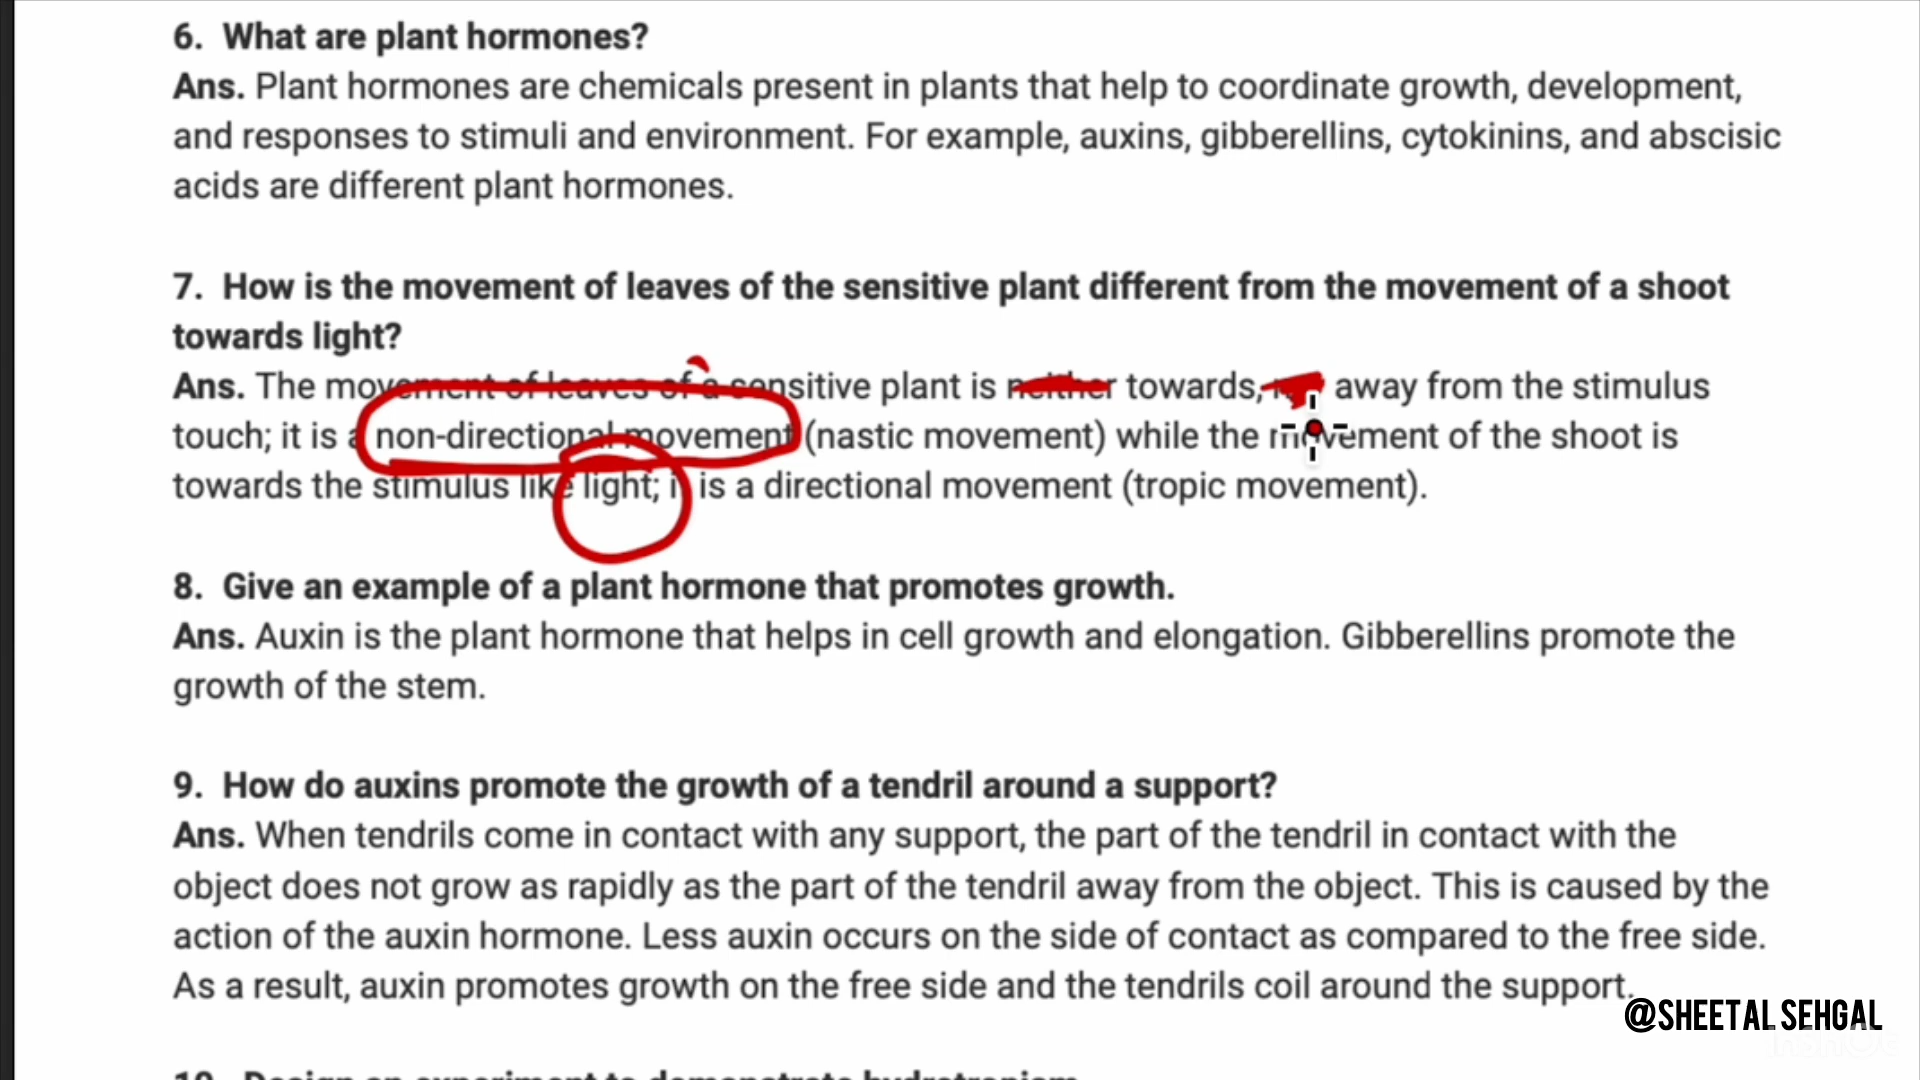 6. What are plant hormones?
Ans. Plant hormones are chemicals present in plants that help to coordinate growth, development,
and responses to stimuli and environment. For example, auxins, gibberellins, cytokinins, and abscisic
acids are different plant hormones.
7. How is the movement of leaves of the sensitive plant different from the movement of a shoot
towards light?
Ans. The movement of leaves of a sensitive plant is neither towards, away from the stimulus
touch; it is a non-directional movement (nastic movement) while the movement of the shoot is
towards the stimulus like light; it is a directional movement (tropic movement).
8. Give an example of a plant hormone that promotes growth.
Ans. Auxin is the plant hormone that helps in cell growth and elongation. Gibberellins promote the
growth of the stem.
9. How do auxins promote the growth of a tendril around a support?
Ans. When tendrils come in contact with any support, the part of the tendril in contact with the
object does not grow as rapidly as the part of the tendril away from the object. This is caused by the
action of the auxin hormone. Less auxin occurs on the side of contact as compared to the free side.
As a result, auxin promotes growth on the free side and the tendrils coil around the support.
@SHEETAL SEHGAL
10. Design an experiment to demonstrate hydrotropism